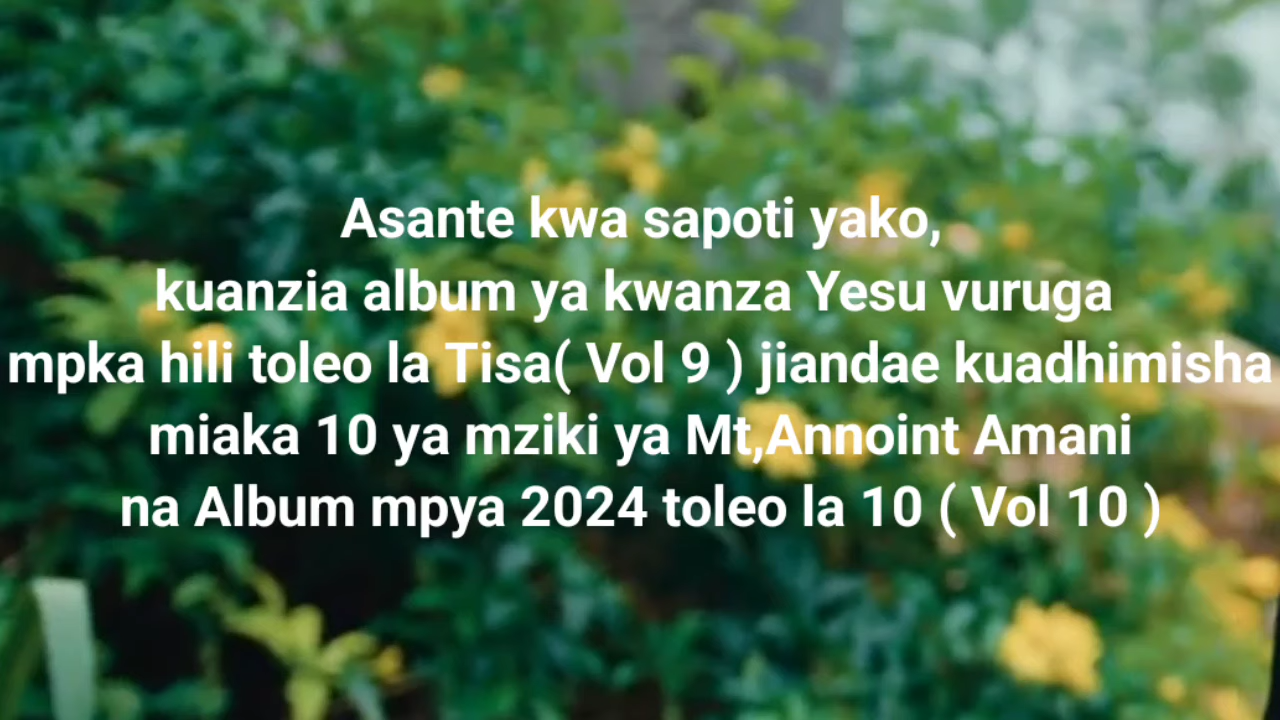 Asante kwa sapoti yako,
kuanzia album ya kwanza Yesu vuruga
mpka hili toleo la Tisa( Vol 9 ) jiandae kuadhimisha
miaka 10 ya mziki ya Mt,Annoint Amani
na Album mpya 2024 toleo la 10 ( Vol 10 )